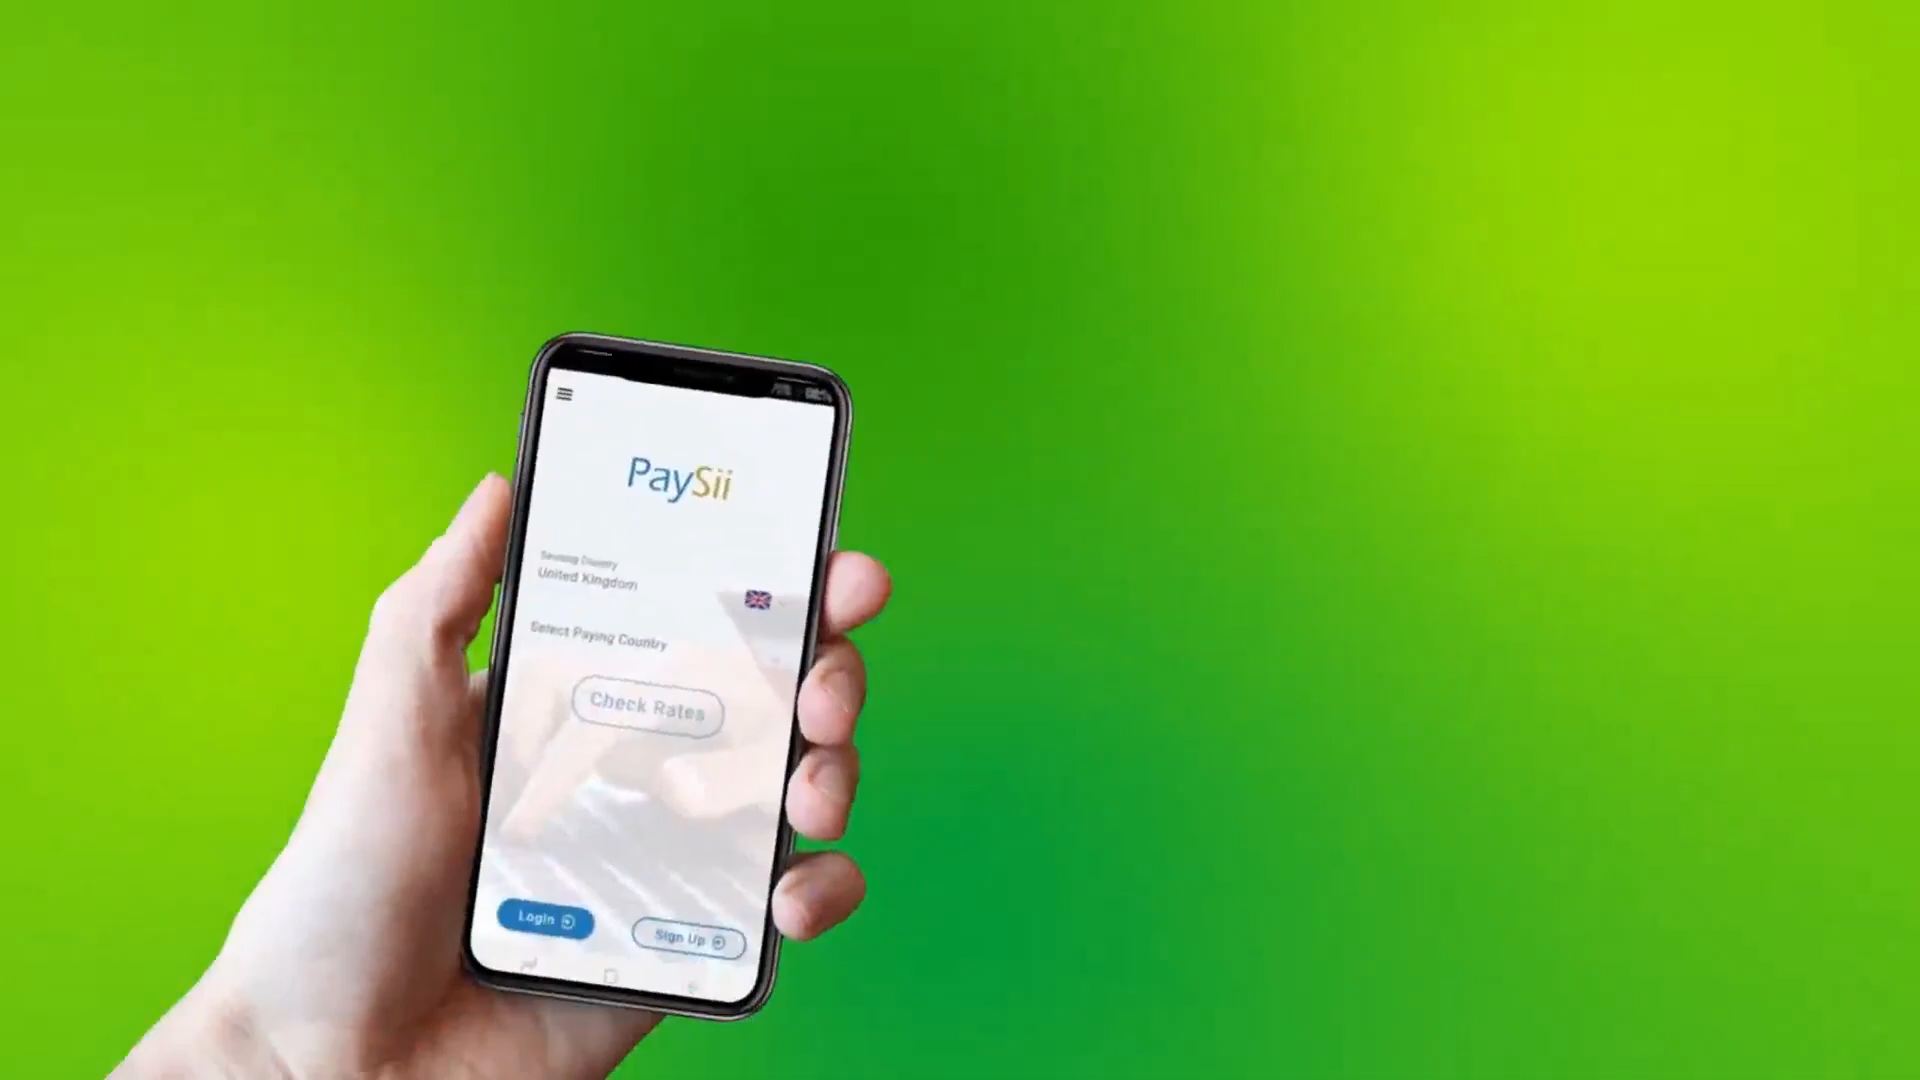 PaySii
Sending Country
United Kingdom
Select Paying Country
Check Rates
Login
Sign Up